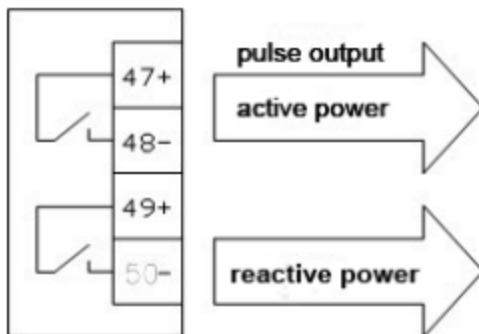 pulse output
47+
active power
48-
49+
50-
reactive power